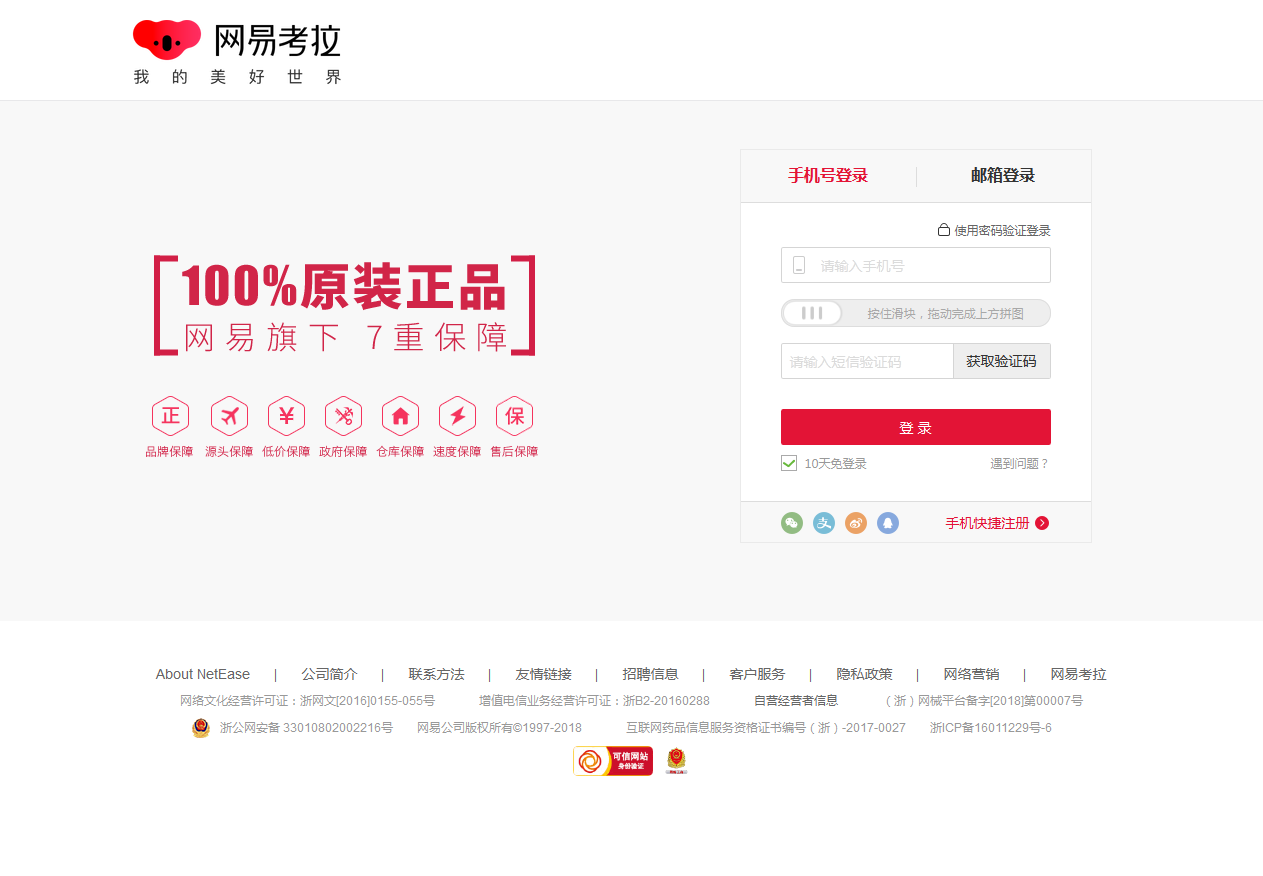 网易考拉
我的美好世界
手机号登录 邮箱登录
使用密码验证登录
请输入手机号
按住滑块，拖动完成上方拼图
请输入短信验证码 获取验证码
登 录
10天免登录 遇到问题？
手机快捷注册
100%原装正品
网易旗下 7重保障
正 ¥ 保
品牌保障 源头保障 低价保障 政府保障 仓库保障 速度保障 售后保障
About NetEase | 公司简介 | 联系方法 | 友情链接 | 招聘信息 | 客户服务 | 隐私政策 | 网络营销 | 网易考拉
网络文化经营许可证：浙网文[2016]0155-055号 增值电信业务经营许可证：浙B2-20160288 自营经营者信息 （浙）网械平台备字[2018]第00007号
浙公网安备 33010802002216号 网易公司版权所有©1997-2018 互联网药品信息服务资格证书编号（浙）-2017-0027 浙ICP备16011229号-6
可信网站
身份验证